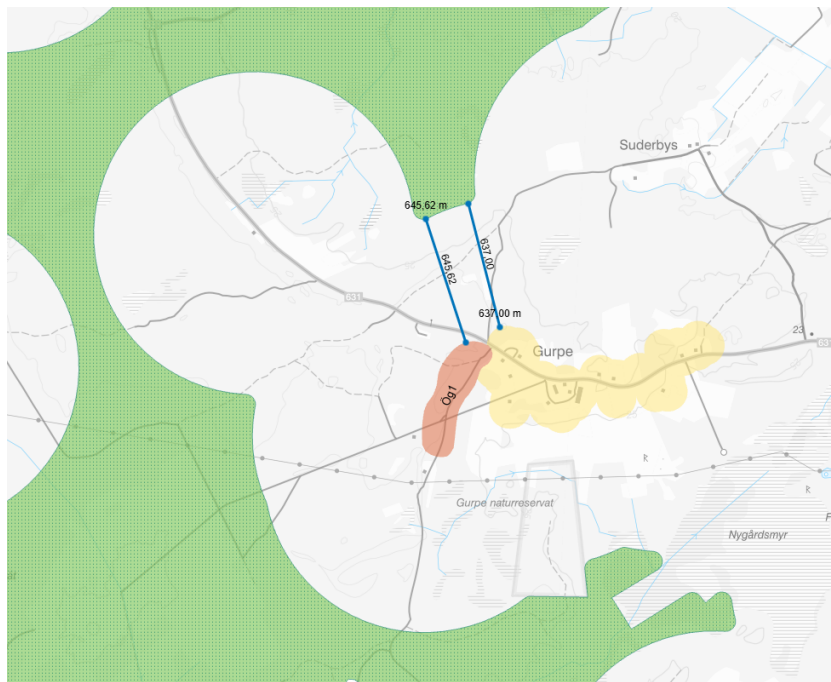 Suderbys
645,62 m
637,00
645,62
631
637,00 m
23
Gurpe
Ög1
R
Gurpe naturreservat
R
Nygårdsmyr